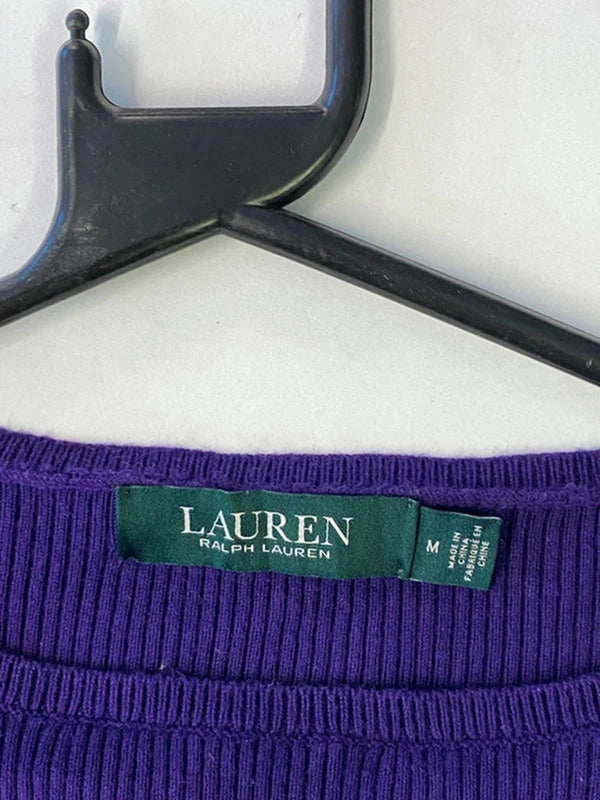 LAUREN
RALPH LAUREN
M
MADE IN
CHINA
FABRIQUÉ EN
CHINE